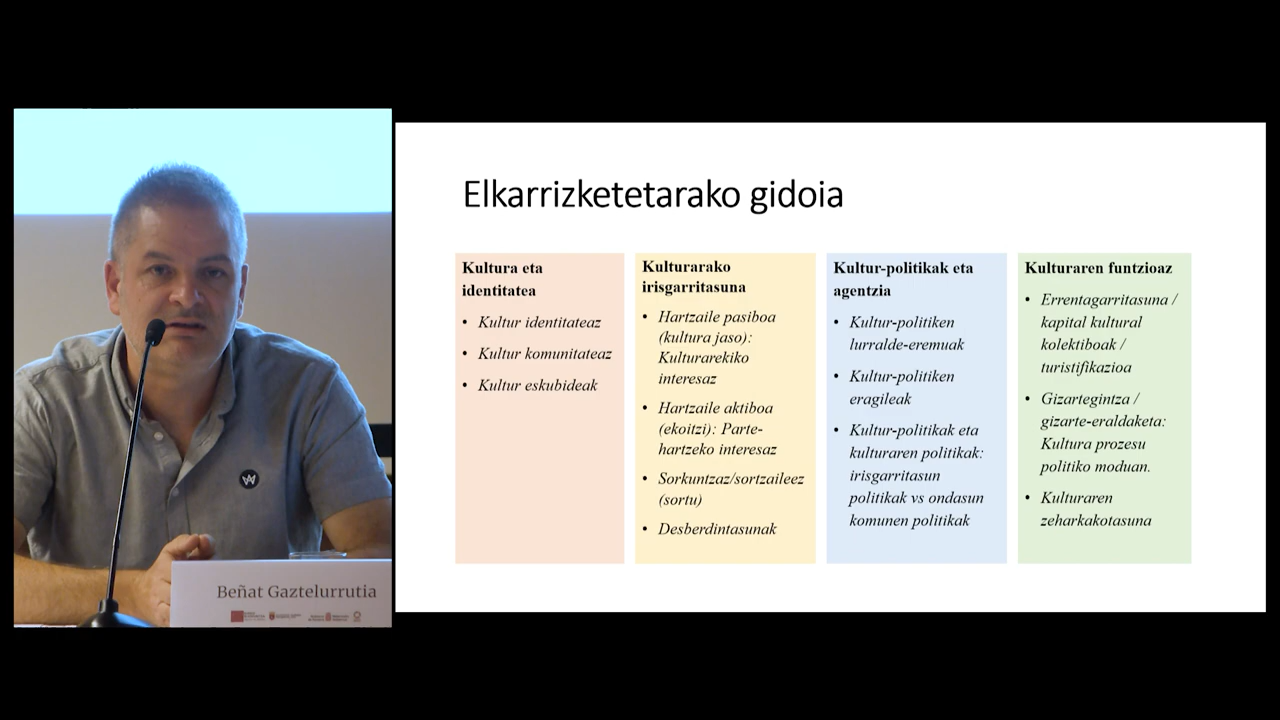 Elkarrizketetarako gidoia
Kultura eta
identitatea
• Kultur identitateaz
• Kultur komunitateaz
• Kultur eskubideak
Kulturarako
irisgarritasuna
• Hartzaile pasiboa
(kultura jaso):
Kulturarekiko
interesaz
• Hartzaile aktiboa
(ekoitzi): Parte-
hartzeko interesaz
• Sorkuntzaz/sortzaileez
(sortu)
• Desberdintasunak
Kultur-politikak eta
agentzia
• Kultur-politiken
lurralde-eremuak
• Kultur-politiken
eragileak
• Kultur-politikak eta
kulturaren politikak:
irisgarritasun
politikak vs ondasun
komunen politikak
Kulturaren funtzioaz
• Errentagarritasuna /
kapital kultural
kolektiboak /
turistifikazioa
• Gizartegintza /
gizarte-eraldaketa:
Kultura prozesu
politiko moduan.
• Kulturaren
zeharkakotasuna
Beñat Gaztelurrutia